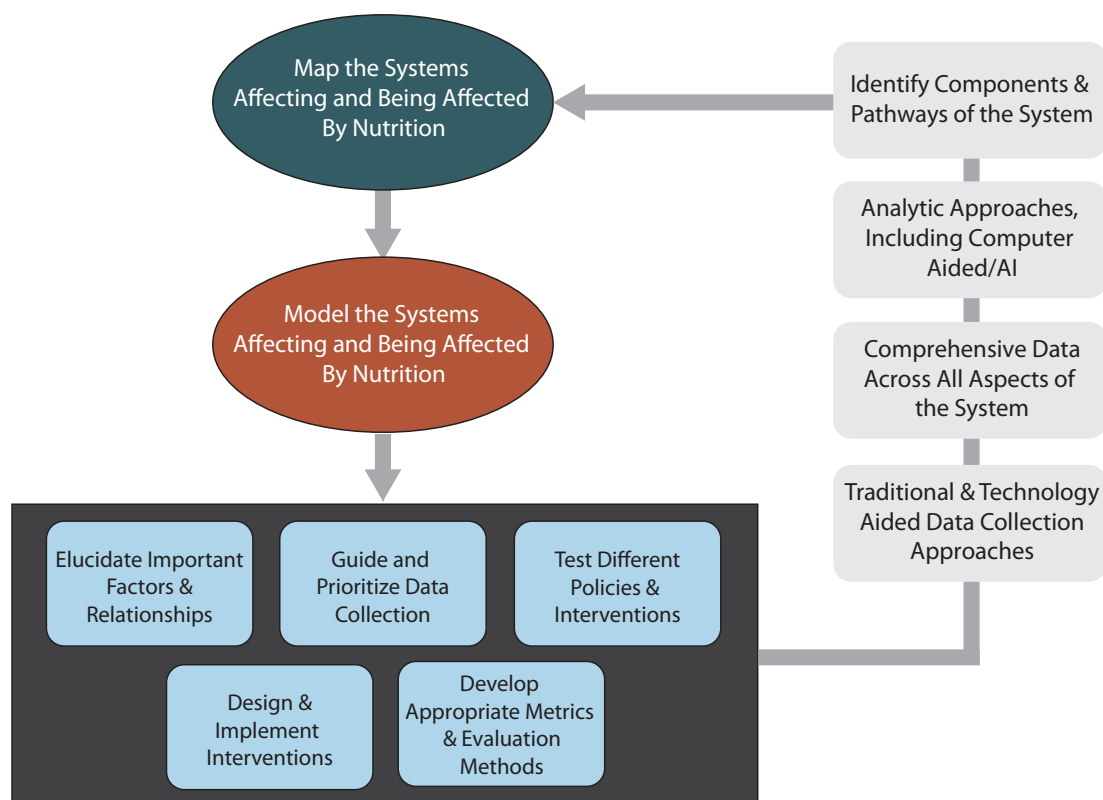 Map the Systems
Affecting and Being Affected
By Nutrition
Identify Components &
Pathways of the System
Analytic Approaches,
Including Computer
Aided/AI
Model the Systems
Affecting and Being Affected
By Nutrition
Comprehensive Data
Across All Aspects of
the System
Traditional & Technology
Aided Data Collection
Approaches
Elucidate Important
Factors &
Relationships
Guide and
Prioritize Data
Collection
Test Different
Policies &
Interventions
Design &
Implement
Interventions
Develop
Appropriate Metrics
& Evaluation
Methods